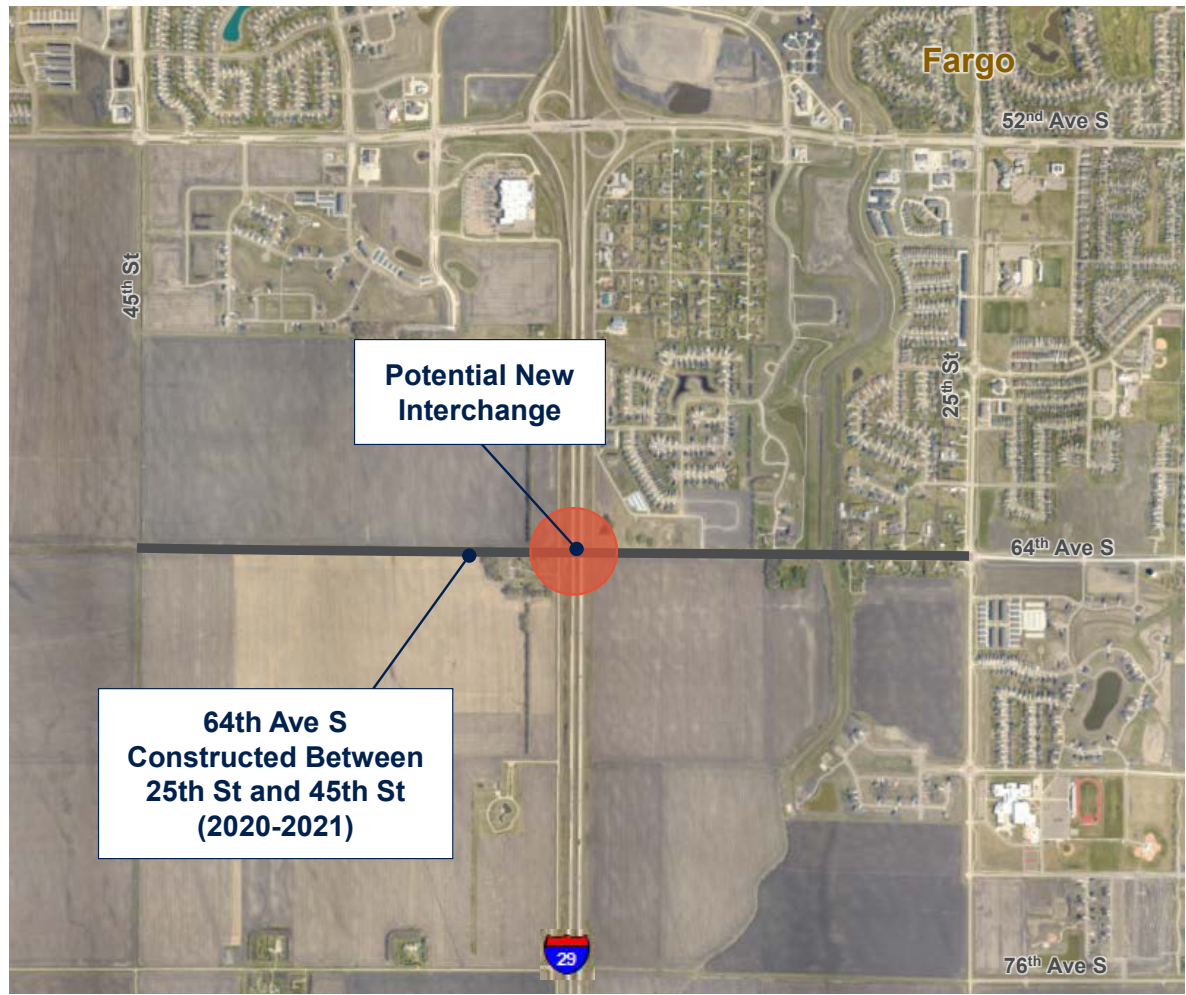 Fargo
52nd Ave S
45th St
Potential New
Interchange
25th St
64th Ave S
64th Ave S
Constructed Between
25th St and 45th St
(2020-2021)
29
76th Ave S